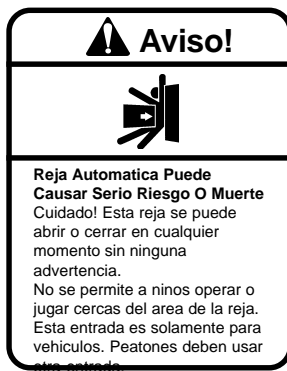 Aviso!
Reja Automatica Puede
Causar Serio Riesgo O Muerte
Cuidado! Esta reja se puede
abrir o cerrar en cualquier
momento sin ninguna
advertencia.
No se permite a ninos operar o
jugar cercas del area de la reja.
Esta entrada es solamente para
vehiculos. Peatones deben usar
otra entrada.